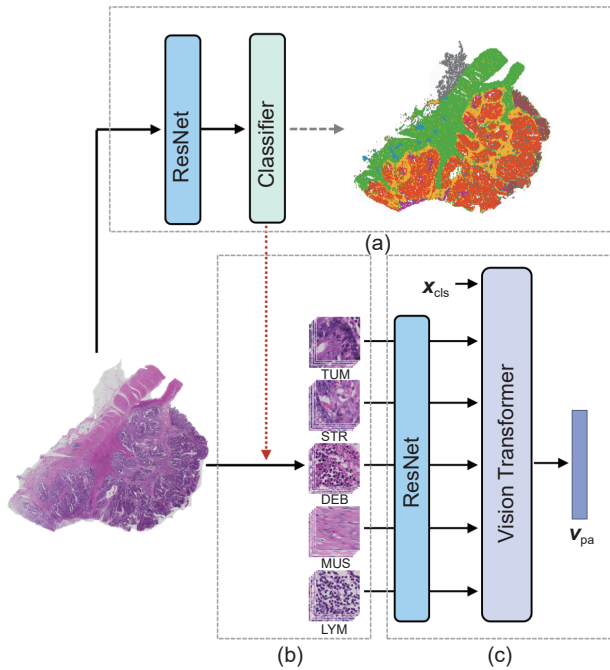 ResNet
Classifier
(a)
x_cls
TUM
STR
DEB
MUS
LYM
ResNet
Vision Transformer
v_pa
(b)
(c)